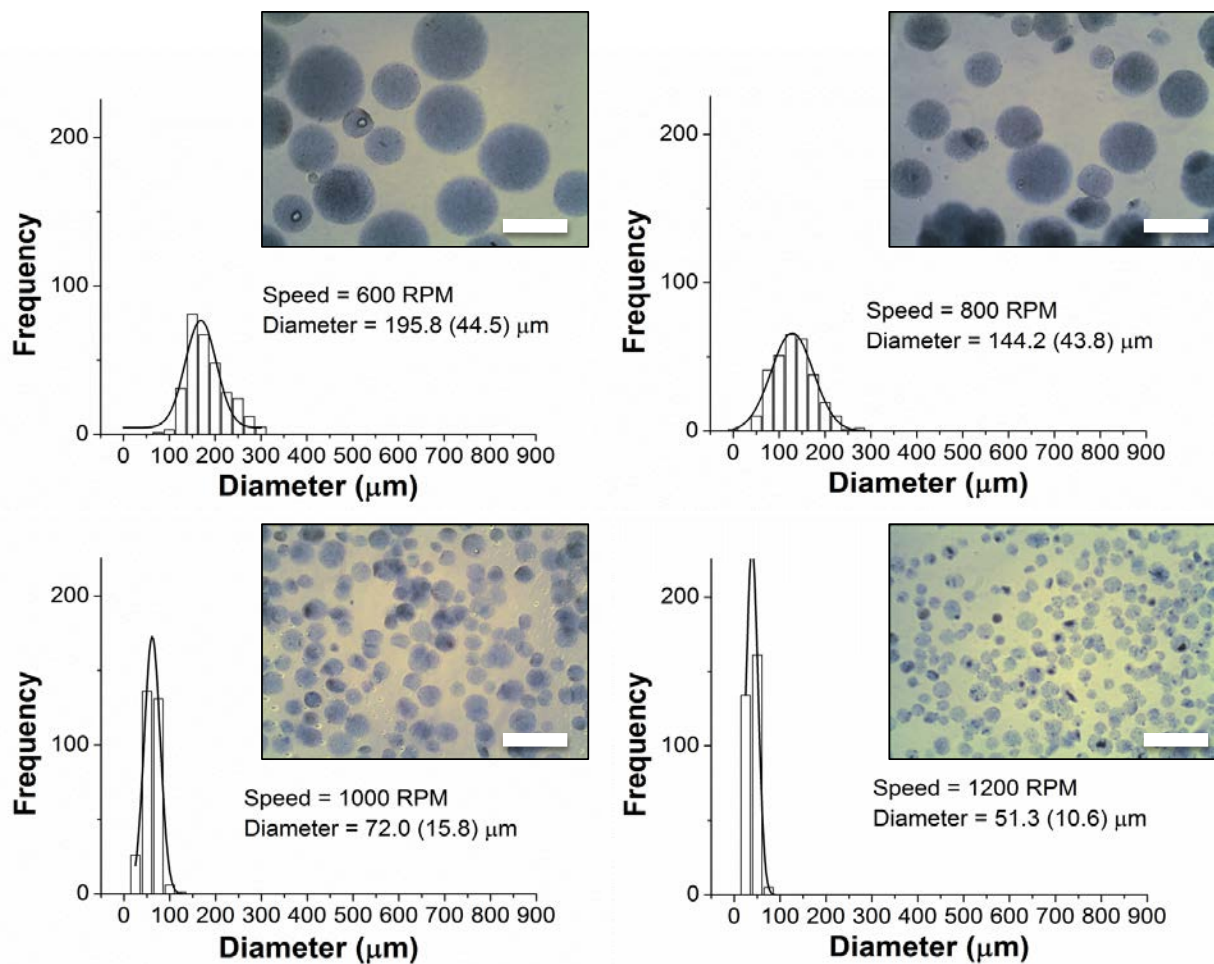 200
100
0
Frequency
Speed = 600 RPM
Diameter = 195.8 (44.5) μm
0 100 200 300 400 500 600 700 800 900
Diameter (μm)
200
100
0
Frequency
Speed = 800 RPM
Diameter = 144.2 (43.8) μm
0 100 200 300 400 500 600 700 800 900
Diameter (μm)
200
100
0
Frequency
Speed = 1000 RPM
Diameter = 72.0 (15.8) μm
0 100 200 300 400 500 600 700 800 900
Diameter (μm)
200
100
0
Frequency
Speed = 1200 RPM
Diameter = 51.3 (10.6) μm
0 100 200 300 400 500 600 700 800 900
Diameter (μm)